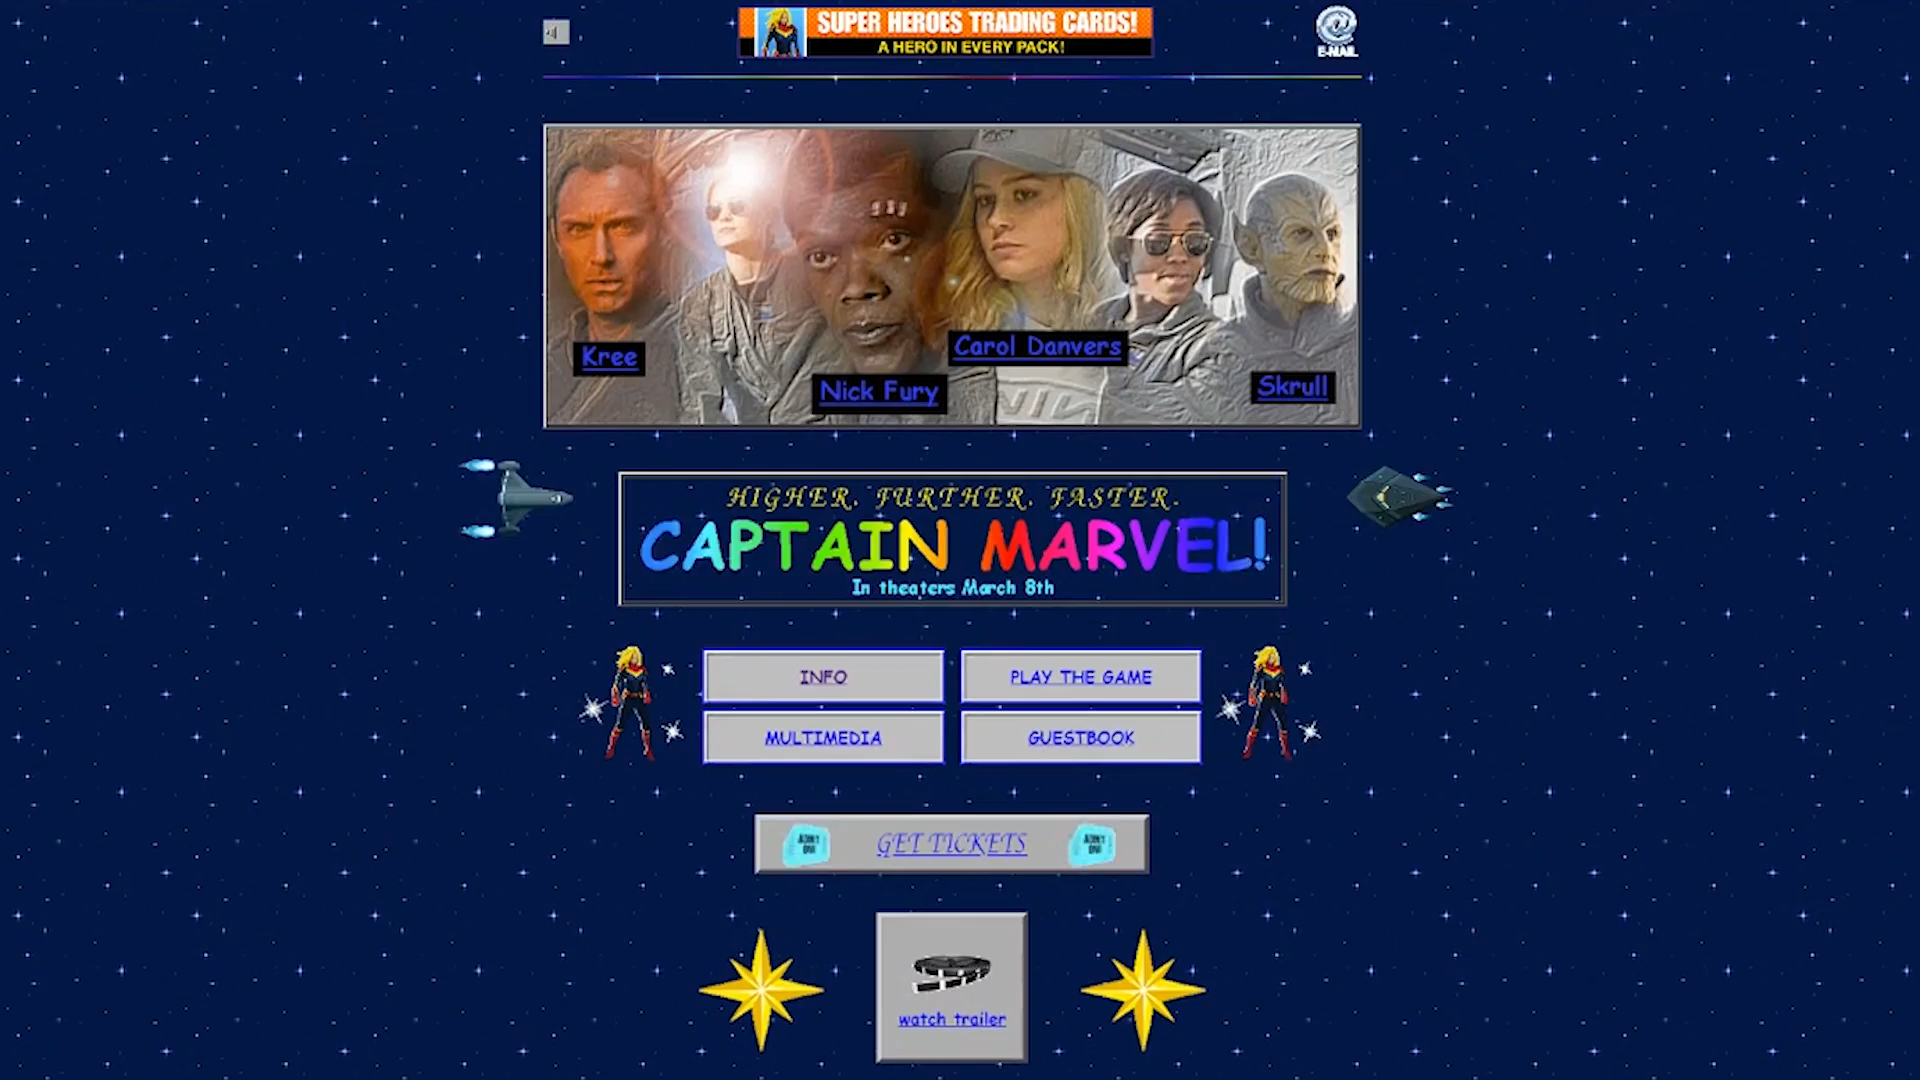 SUPER HEROES TRADING CARDS!
A HERO IN EVERY PACK!
E-MAIL
Kree
Nick Fury
Carol Danvers
Skrull
HIGHER. FURTHER. FASTER.
CAPTAIN MARVEL!
In theaters March 8th
INFO
PLAY THE GAME
MULTIMEDIA
GUESTBOOK
GET TICKETS
watch trailer